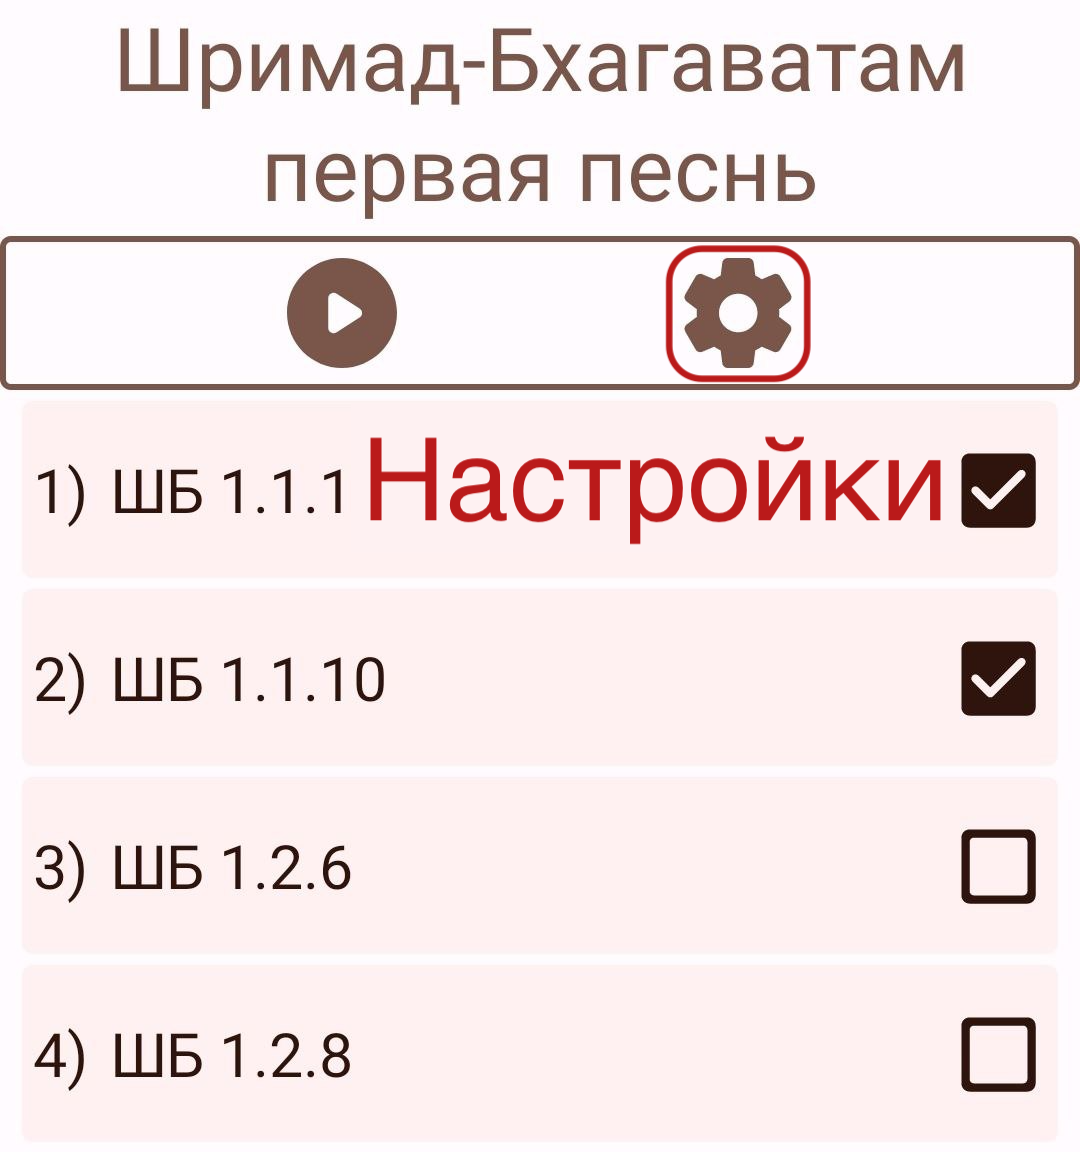 Шримад-Бхагаватам
первая песнь
1) ШБ 1.1.1 Настройки
2) ШБ 1.1.10
3) ШБ 1.2.6
4) ШБ 1.2.8